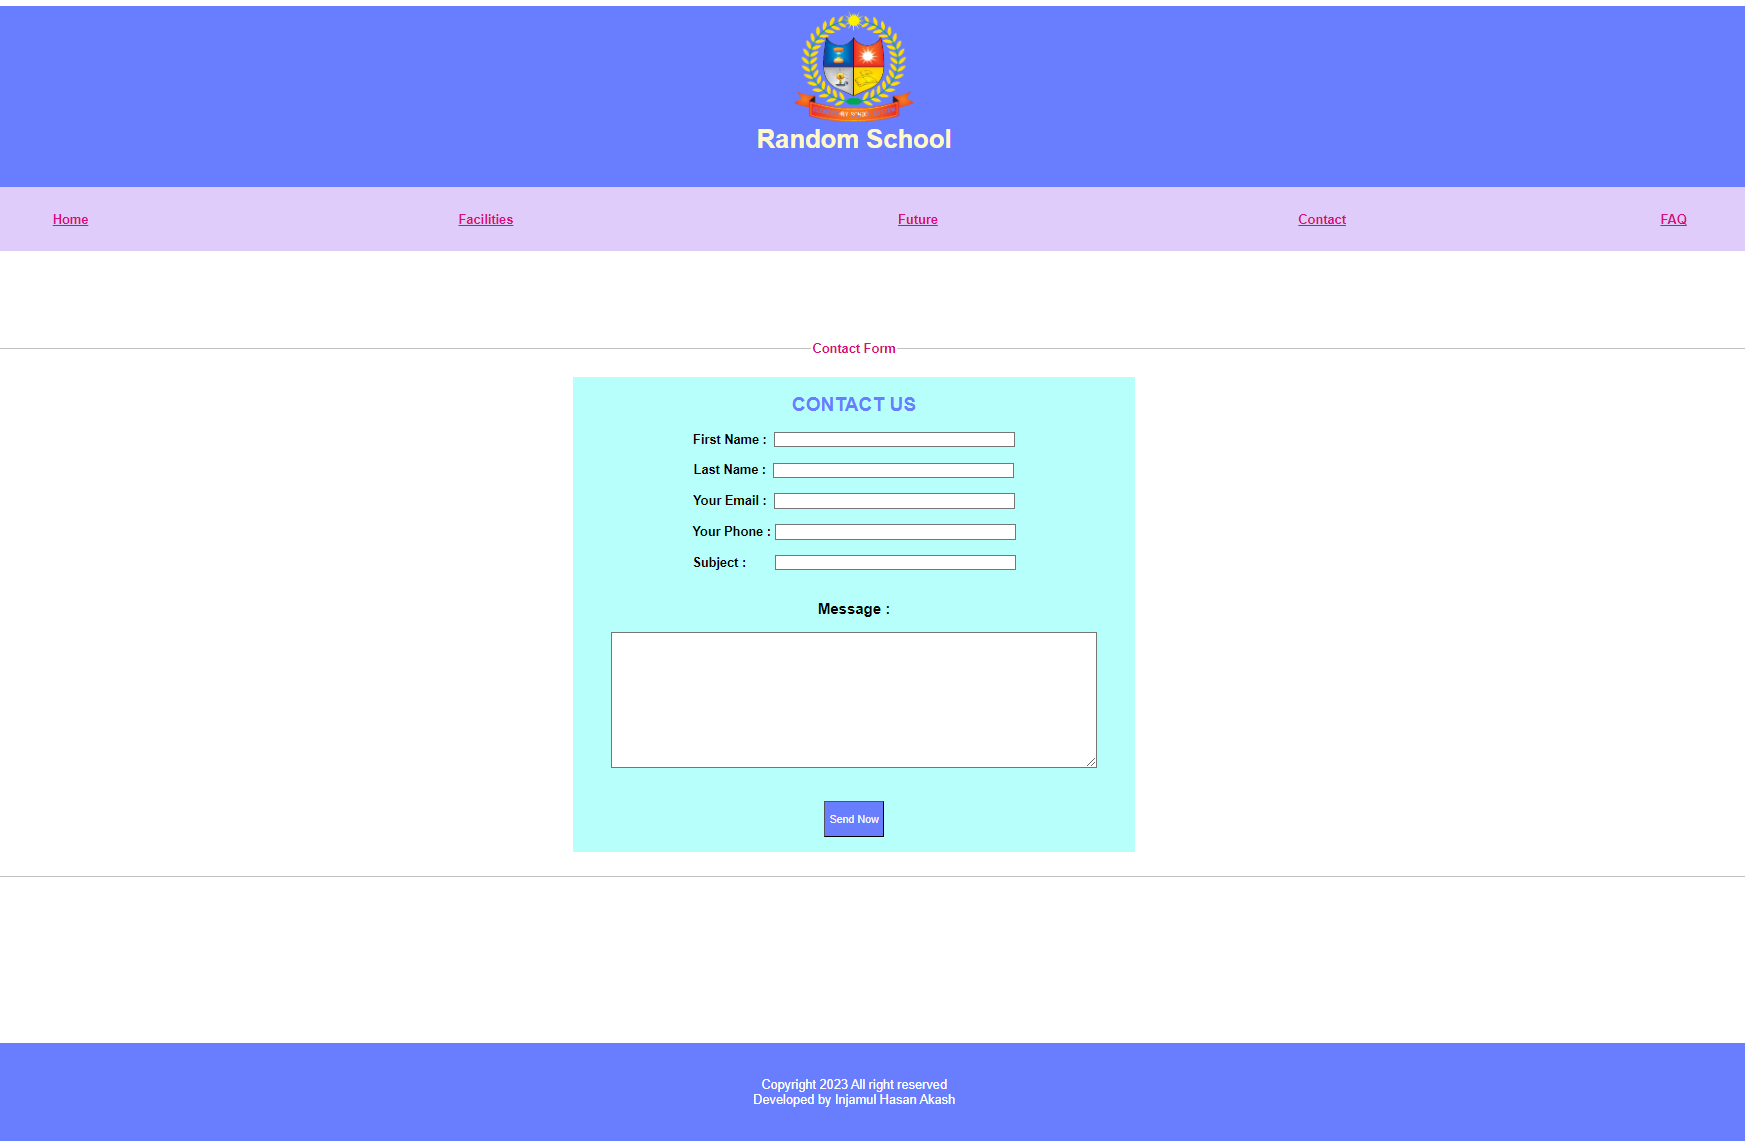 Random School
Home Facilities Future Contact FAQ
Contact Form
CONTACT US
First Name :
Last Name :
Your Email :
Your Phone :
Subject :
Message :
Send Now
Copyright 2023 All right reserved
Developed by Injamul Hasan Akash